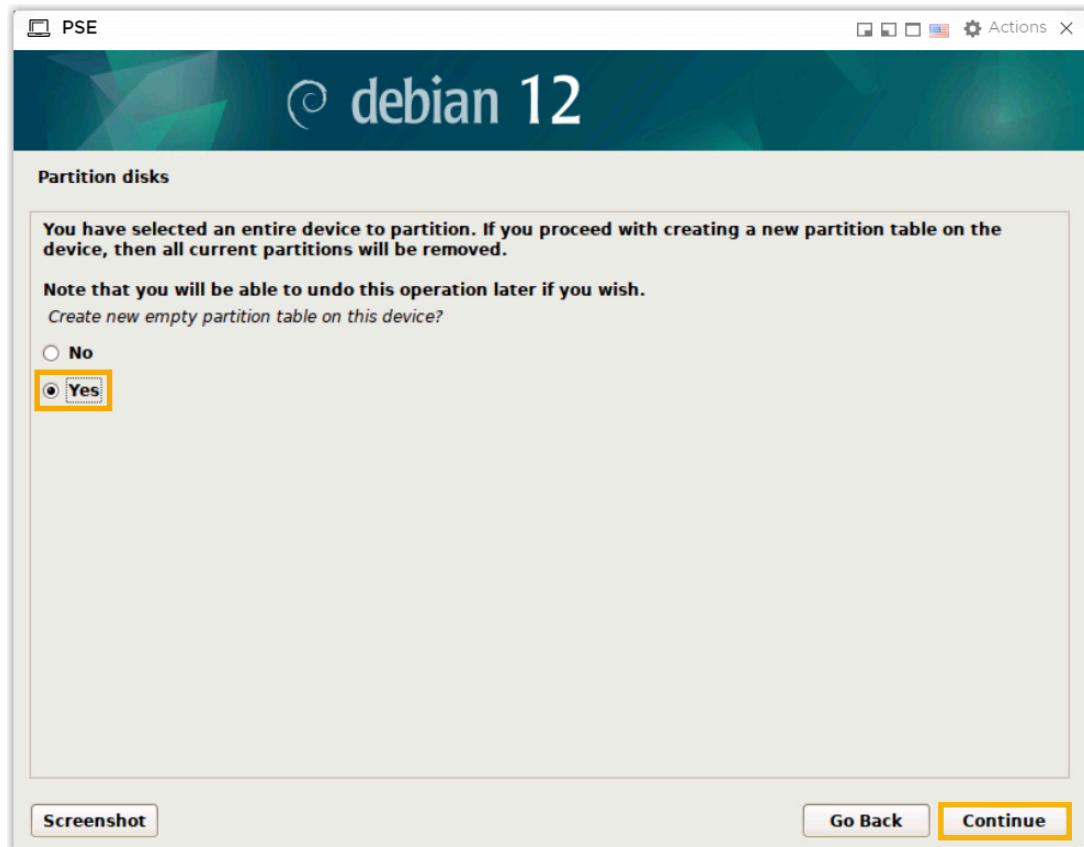 PSE
Actions
debian 12
Partition disks
You have selected an entire device to partition. If you proceed with creating a new partition table on the
device, then all current partitions will be removed.
Note that you will be able to undo this operation later if you wish.
Create new empty partition table on this device?
No
Yes
Screenshot
Go Back
Continue